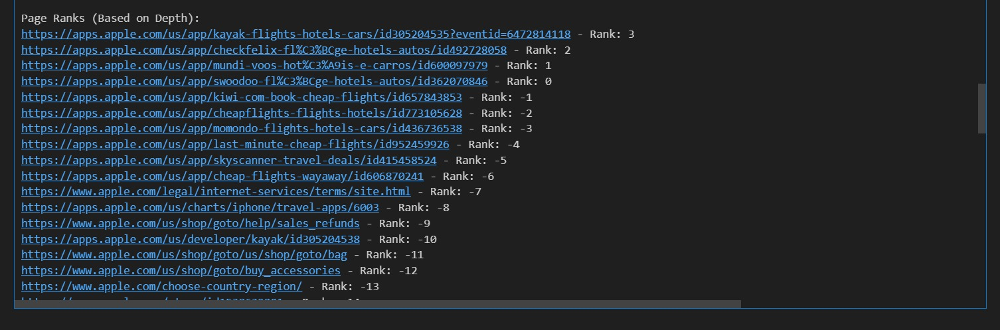 Page Ranks (Based on Depth):
https://apps.apple.com/us/app/kayak-flights-hotels-cars/id305204535?eventid=6472814118 - Rank: 3
https://apps.apple.com/us/app/checkfelix-fl%C3%BCge-hotels-autos/id492728058 - Rank: 2
https://apps.apple.com/us/app/mundi-voos-hot%C3%A9is-e-carros/id600097979 - Rank: 1
https://apps.apple.com/us/app/swoodoo-fl%C3%BCge-hotels-autos/id362070846 - Rank: 0
https://apps.apple.com/us/app/kiwi-com-book-cheap-flights/id657843853 - Rank: -1
https://apps.apple.com/us/app/cheapflights-flights-hotels/id773105628 - Rank: -2
https://apps.apple.com/us/app/momondo-flights-hotels-cars/id436736538 - Rank: -3
https://apps.apple.com/us/app/last-minute-cheap-flights/id952459926 - Rank: -4
https://apps.apple.com/us/app/skyscanner-travel-deals/id415458524 - Rank: -5
https://apps.apple.com/us/app/cheap-flights-wayaway/id606870241 - Rank: -6
https://www.apple.com/legal/internet-services/terms/site.html - Rank: -7
https://apps.apple.com/us/charts/iphone/travel-apps/6003 - Rank: -8
https://www.apple.com/us/shop/goto/help/sales_refunds - Rank: -9
https://apps.apple.com/us/developer/kayak/id305204538 - Rank: -10
https://www.apple.com/us/shop/goto/us/shop/goto/bag - Rank: -11
https://www.apple.com/us/shop/goto/buy_accessories - Rank: -12
https://www.apple.com/choose-country-region/ - Rank: -13